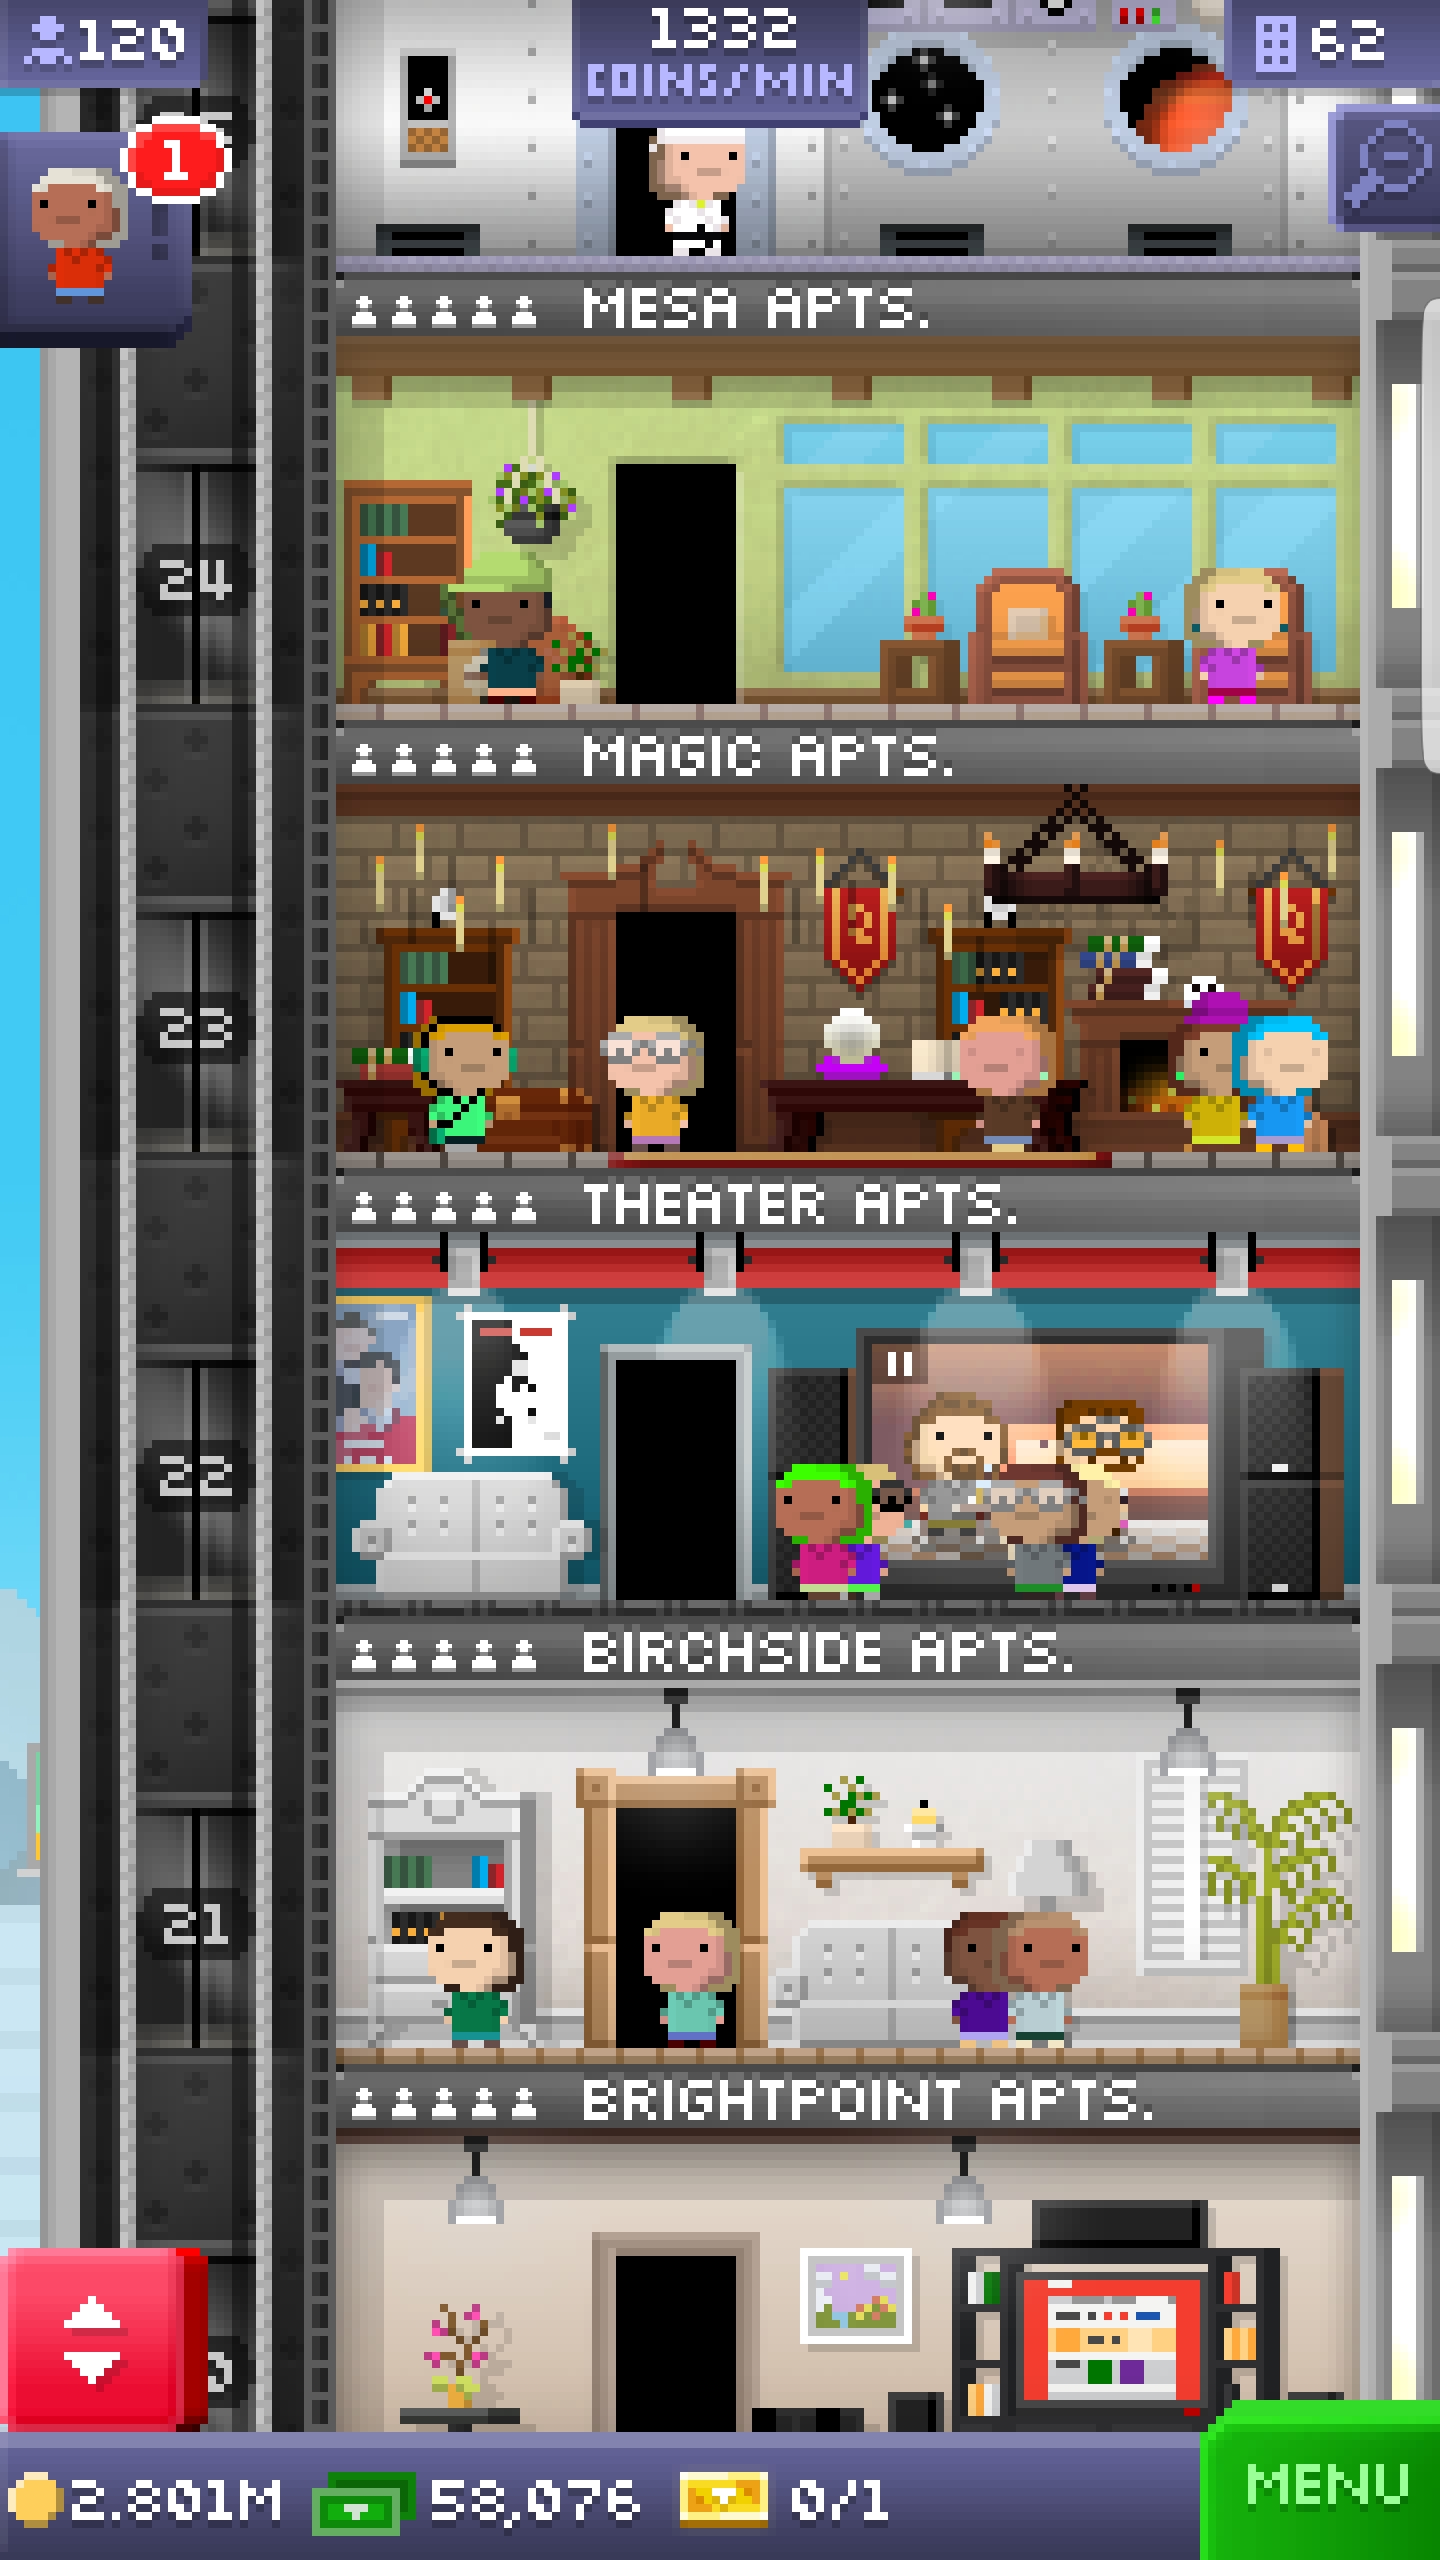 120
1332
COINS/MIN
62
1
MESA APTS.
24
MAGIC APTS.
23
THEATER APTS.
22
BIRCHSIDE APTS.
21
BRIGHTPOINT APTS.
2.801M
58,076
0/1
MENU